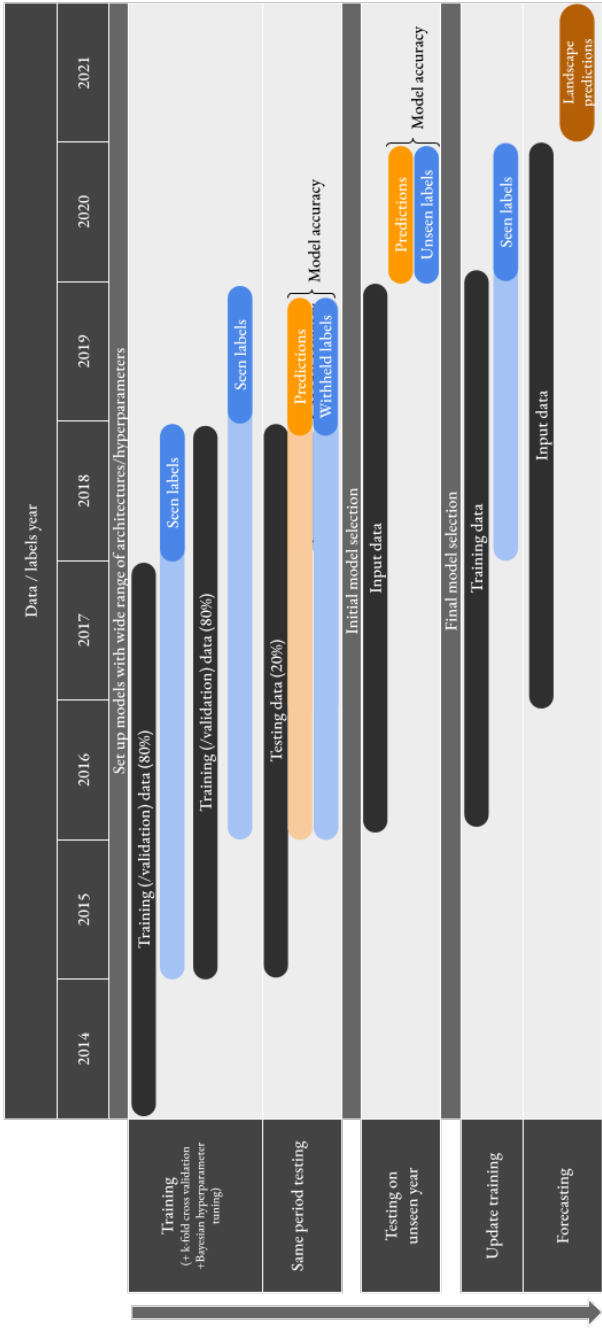 Data / labels year
2014
2015
2016
2017
2018
2019
2020
2021
Set up models with wide range of architectures/hyperparameters
Training
(+ k-fold cross validation
+Bayesian hyperparameter
tuning)
Training (/validation) data (80%)
Seen labels
Training (/validation) data (80%)
Seen labels
Same period testing
Testing data (20%)
Predictions
Withheld labels
Model accuracy
Initial model selection
Testing on
unseen year
Input data
Predictions
Unseen labels
Model accuracy
Final model selection
Update training
Training data
Seen labels
Forecasting
Input data
Landscape
predictions